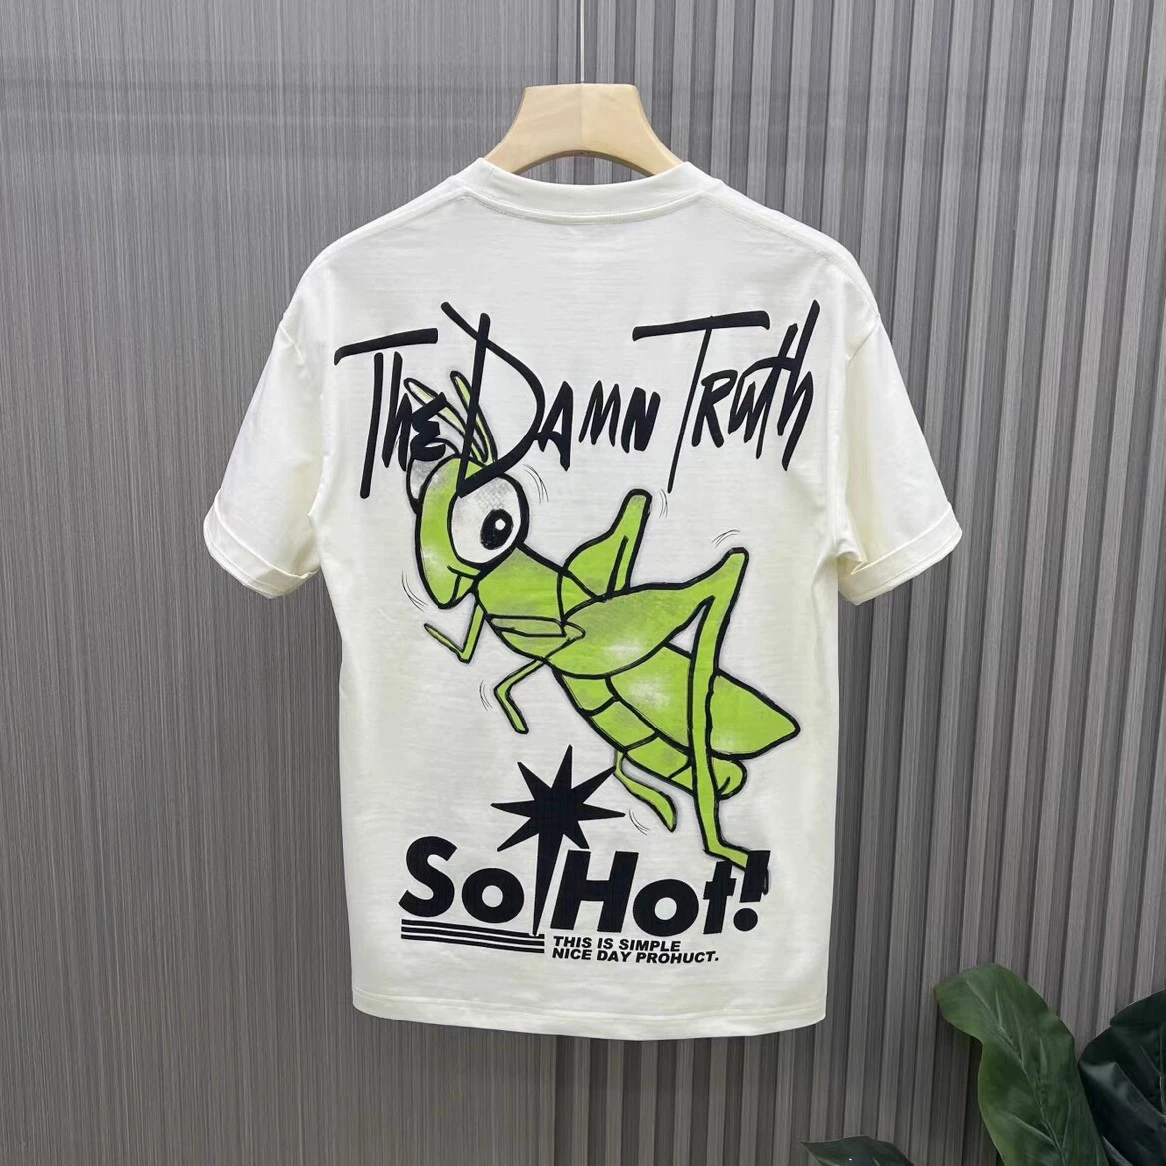 The Damn Truth
So Hot!
THIS IS SIMPLE
NICE DAY PROHUCT.